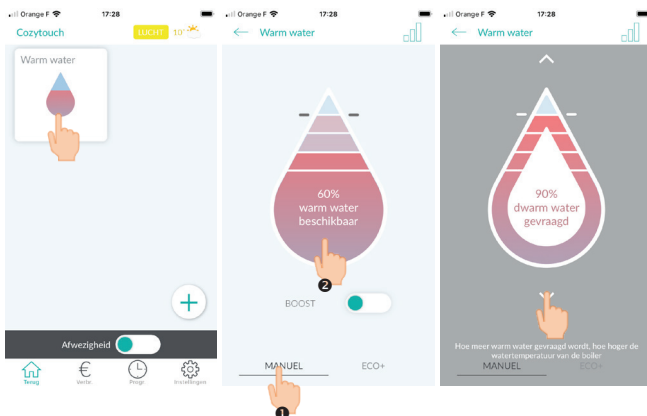 Orange F 17:28
Cozytouch LUCHT 10°
Warm water
Afwezigheid
Terug € Verbr. Progr. Instellingen
Orange F 17:28
← Warm water
60%
warm water
beschikbaar
❷
BOOST
MANUEL ECO+
❶
Orange F 17:28
← Warm water
90%
dwarm water
gevraagd
Hoe meer warm water gevraagd wordt, hoe hoger de
watertemperatuur van de boiler
MANUEL ECO+